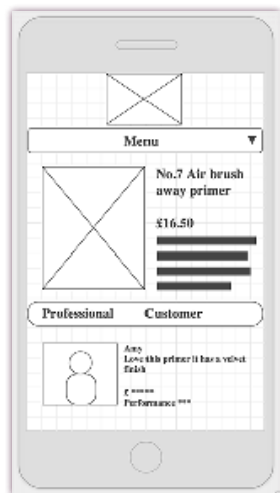 Menu ▼
No.7 Air brush
away primer
£16.50
Professional Customer
Amy
Love this primer it has a velvet
finish
£ *****
Performance ***